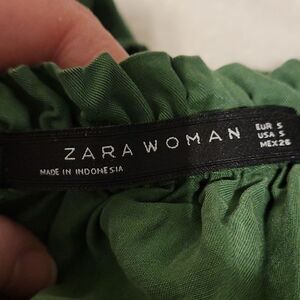 ZARA WOMAN
MADE IN INDONESIA
EUR S
USA S
MEX 26